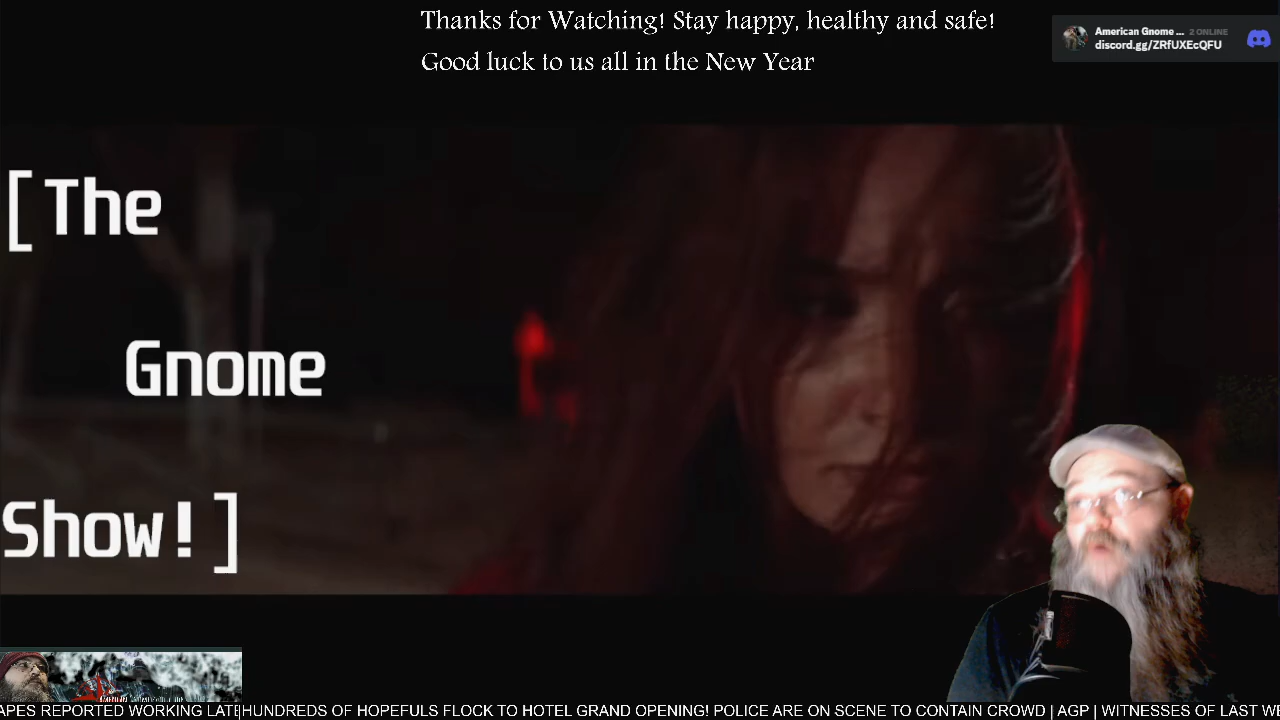 Thanks for Watching! Stay happy, healthy and safe!
Good luck to us all in the New Year
American Gnome ... 2 ONLINE
discord.gg/ZRfUXEcQFU
[The
Gnome
Show!]
APES REPORTED WORKING LATE|HUNDREDS OF HOPEFULS FLOCK TO HOTEL GRAND OPENING! POLICE ARE ON SCENE TO CONTAIN CROWD | AGP | WITNESSES OF LAST WE